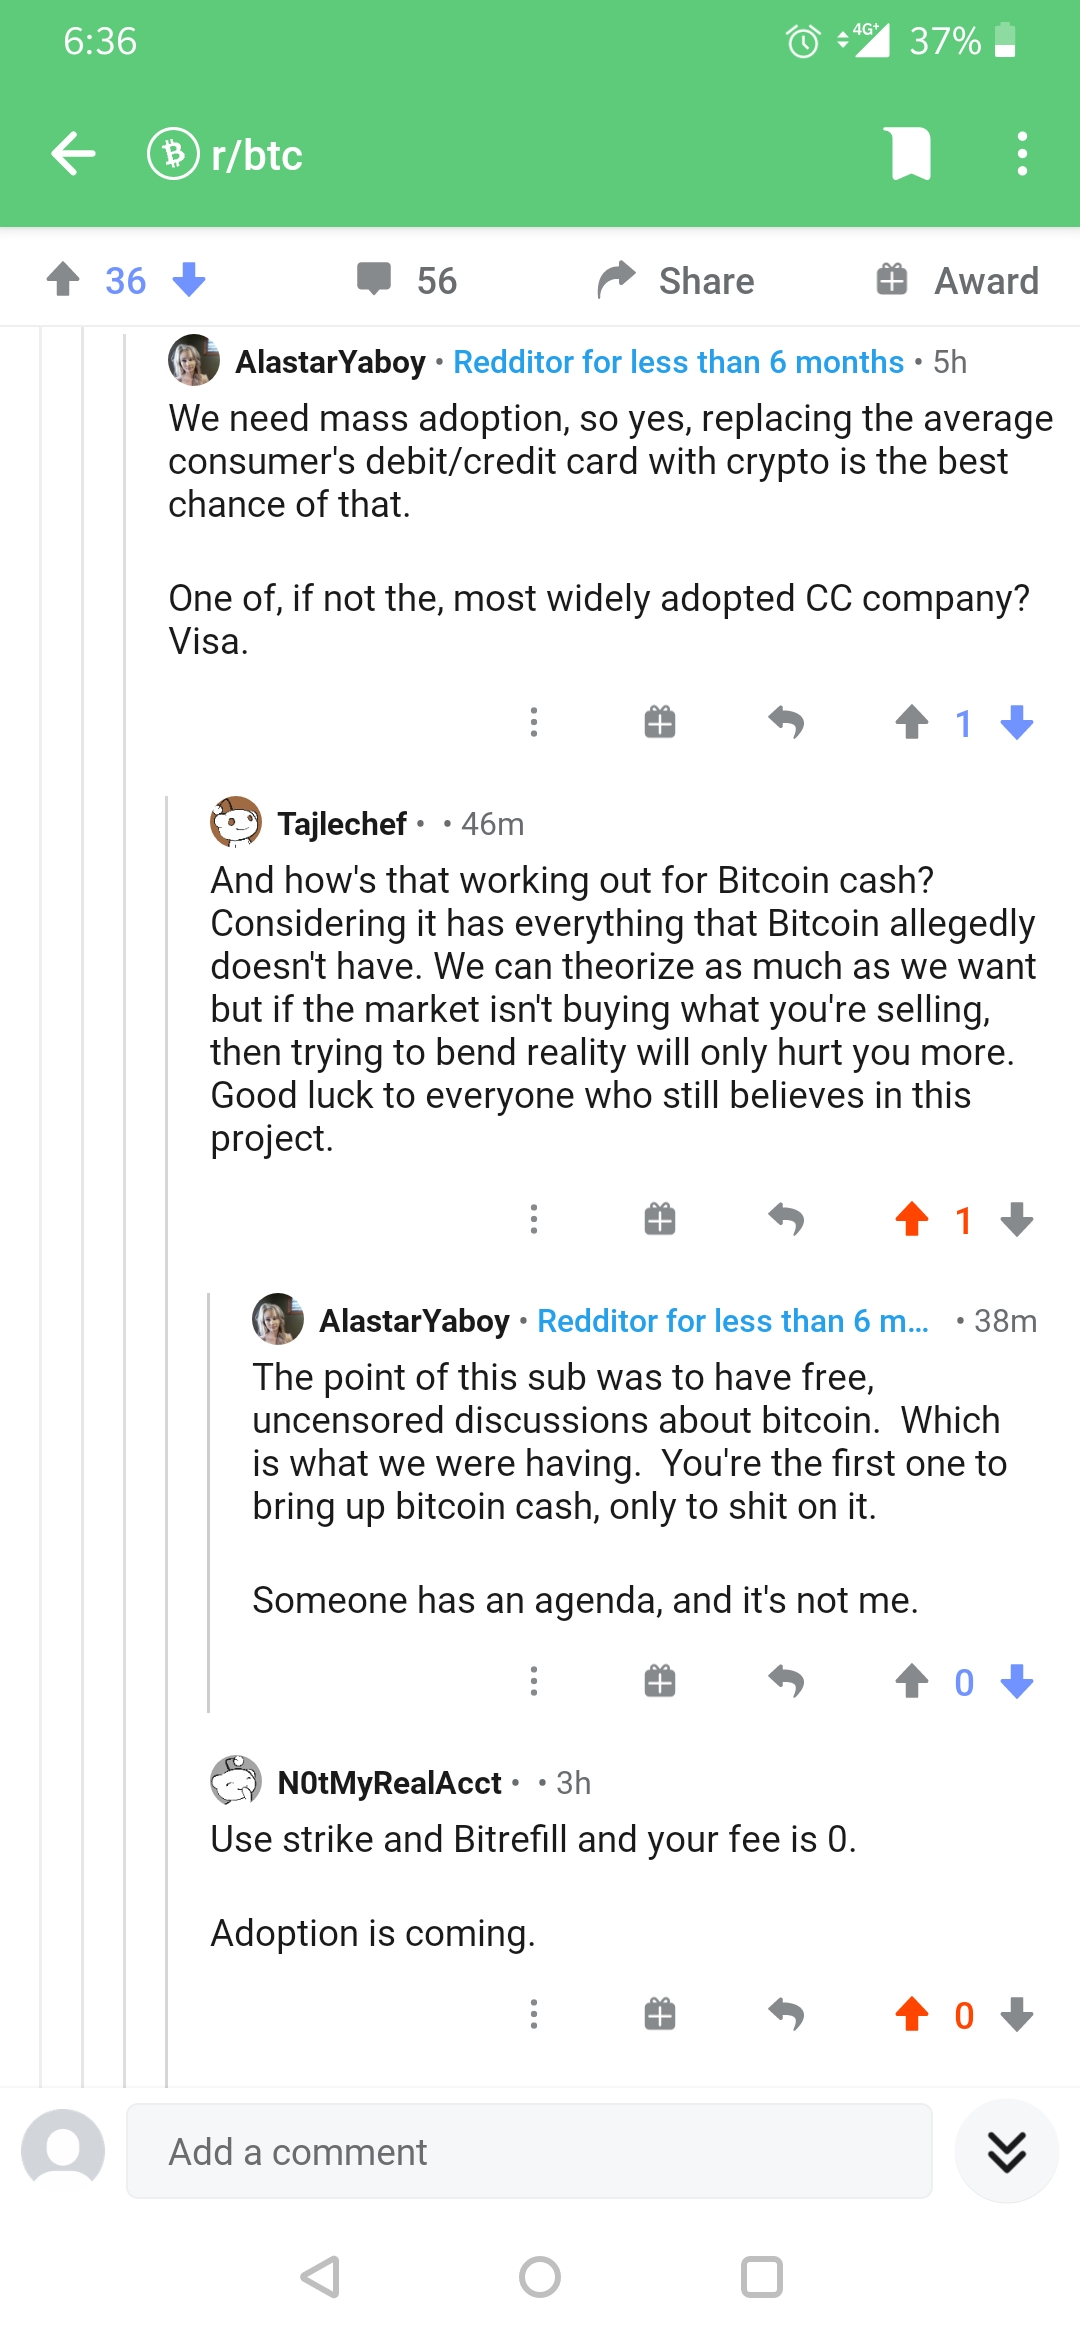 6:36
4G+ 37%
r/btc
36 56 Share Award
AlastarYaboy • Redditor for less than 6 months • 5h
We need mass adoption, so yes, replacing the average
consumer's debit/credit card with crypto is the best
chance of that.
One of, if not the, most widely adopted CC company?
Visa.
1
Tajlechef • • 46m
And how's that working out for Bitcoin cash?
Considering it has everything that Bitcoin allegedly
doesn't have. We can theorize as much as we want
but if the market isn't buying what you're selling,
then trying to bend reality will only hurt you more.
Good luck to everyone who still believes in this
project.
1
AlastarYaboy • Redditor for less than 6 m... • 38m
The point of this sub was to have free,
uncensored discussions about bitcoin.  Which
is what we were having.  You're the first one to
bring up bitcoin cash, only to shit on it.
Someone has an agenda, and it's not me.
0
N0tMyRealAcct • • 3h
Use strike and Bitrefill and your fee is 0.
Adoption is coming.
0
Add a comment